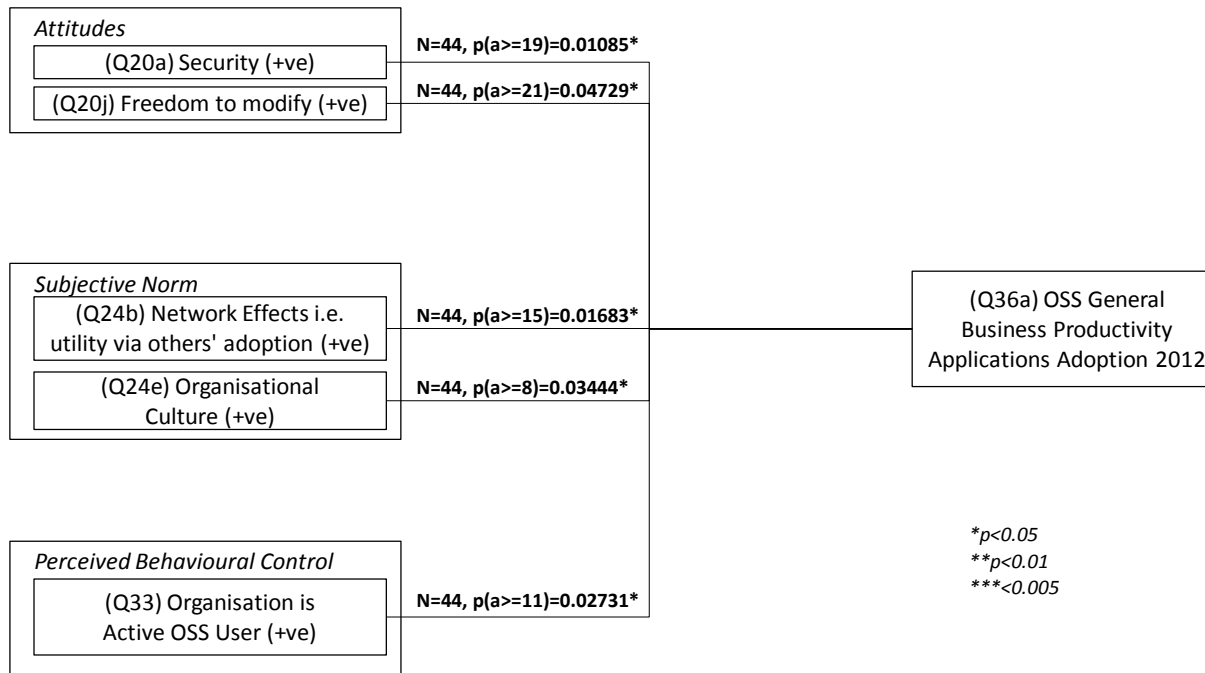 Attitudes
(Q20a) Security (+ve)
N=44, p(a>=19)=0.01085*
(Q20j) Freedom to modify (+ve)
N=44, p(a>=21)=0.04729*
Subjective Norm
(Q24b) Network Effects i.e.
utility via others' adoption (+ve)
N=44, p(a>=15)=0.01683*
(Q24e) Organisational
Culture (+ve)
N=44, p(a>=8)=0.03444*
Perceived Behavioural Control
(Q33) Organisation is
Active OSS User (+ve)
N=44, p(a>=11)=0.02731*
(Q36a) OSS General
Business Productivity
Applications Adoption 2012
*p<0.05
**p<0.01
***<0.005